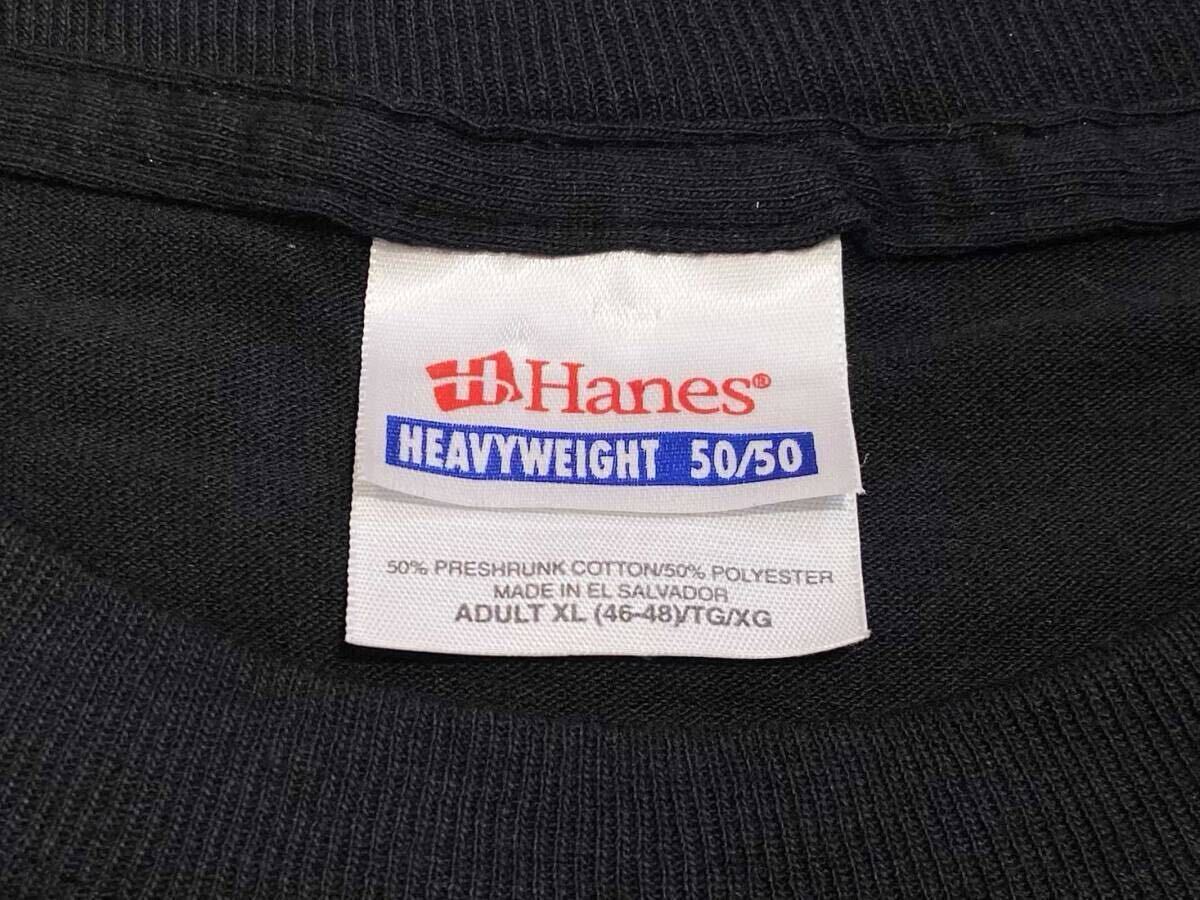 Hanes®
HEAVYWEIGHT 50/50
50% PRESHRUNK COTTON/50% POLYESTER
MADE IN EL SALVADOR
ADULT XL (46-48)/TG/XG